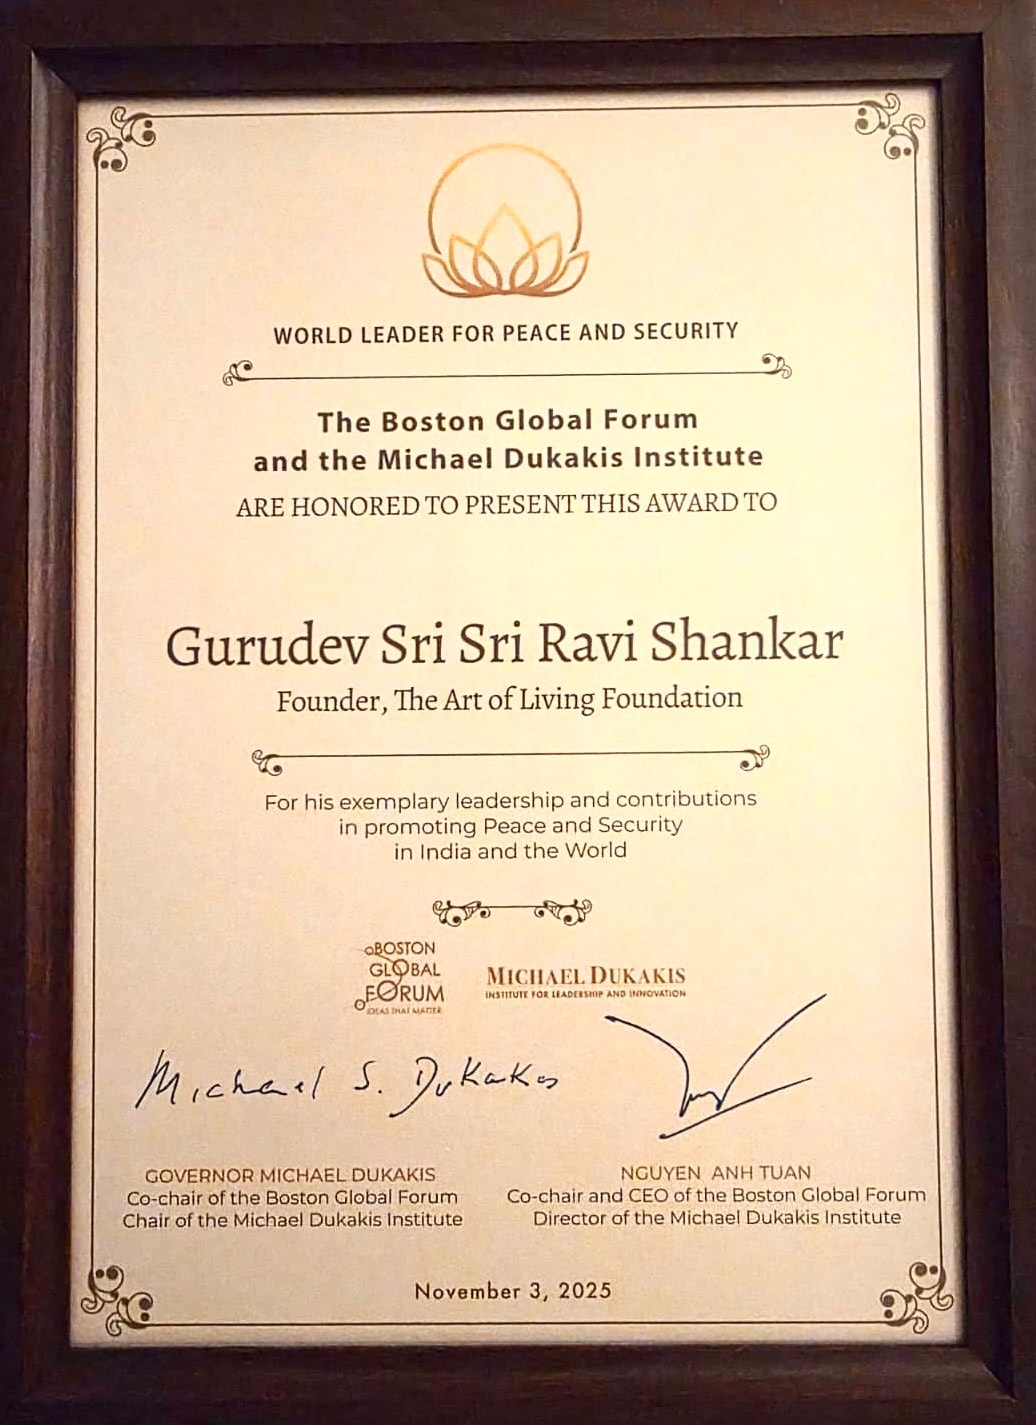 WORLD LEADER FOR PEACE AND SECURITY
The Boston Global Forum
and the Michael Dukakis Institute
ARE HONORED TO PRESENT THIS AWARD TO
Gurudev Sri Sri Ravi Shankar
Founder, The Art of Living Foundation
For his exemplary leadership and contributions
in promoting Peace and Security
in India and the World
BOSTON
GLOBAL
FORUM
IDEAS THAT MATTER
MICHAEL DUKAKIS
INSTITUTE FOR LEADERSHIP AND INNOVATION
Michael S. Dukakis
GOVERNOR MICHAEL DUKAKIS
Co-chair of the Boston Global Forum
Chair of the Michael Dukakis Institute
NGUYEN ANH TUAN
Co-chair and CEO of the Boston Global Forum
Director of the Michael Dukakis Institute
November 3, 2025